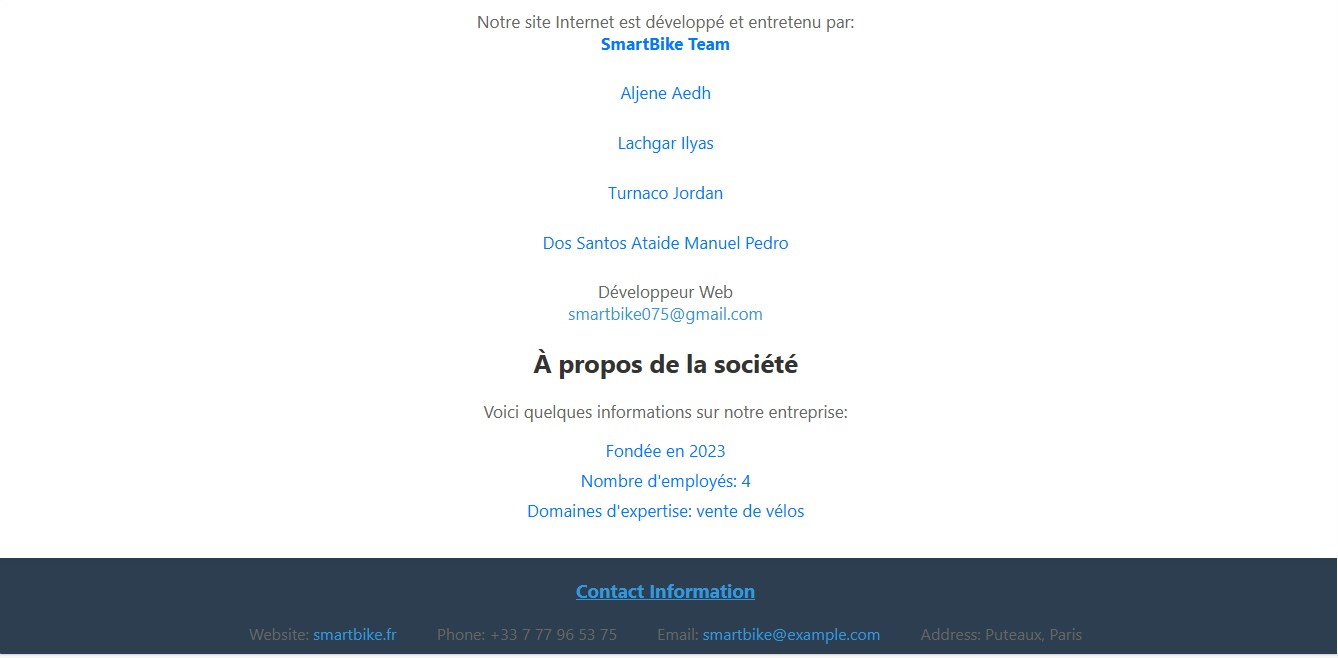 Notre site Internet est développé et entretenu par:
SmartBike Team
Aljene Aedh
Lachgar Ilyas
Turnaco Jordan
Dos Santos Ataide Manuel Pedro
Développeur Web
smartbike075@gmail.com
À propos de la société
Voici quelques informations sur notre entreprise:
Fondée en 2023
Nombre d'employés: 4
Domaines d'expertise: vente de vélos
Contact Information
Website: smartbike.fr Phone: +33 7 77 96 53 75 Email: smartbike@example.com Address: Puteaux, Paris